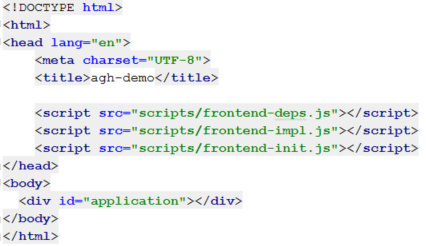 <!DOCTYPE html>
<html>
<head lang="en">
    <meta charset="UTF-8">
    <title>agh-demo</title>

    <script src="scripts/frontend-deps.js"></script>
    <script src="scripts/frontend-impl.js"></script>
    <script src="scripts/frontend-init.js"></script>
</head>
<body>
  <div id="application"></div>
</body>
</html>